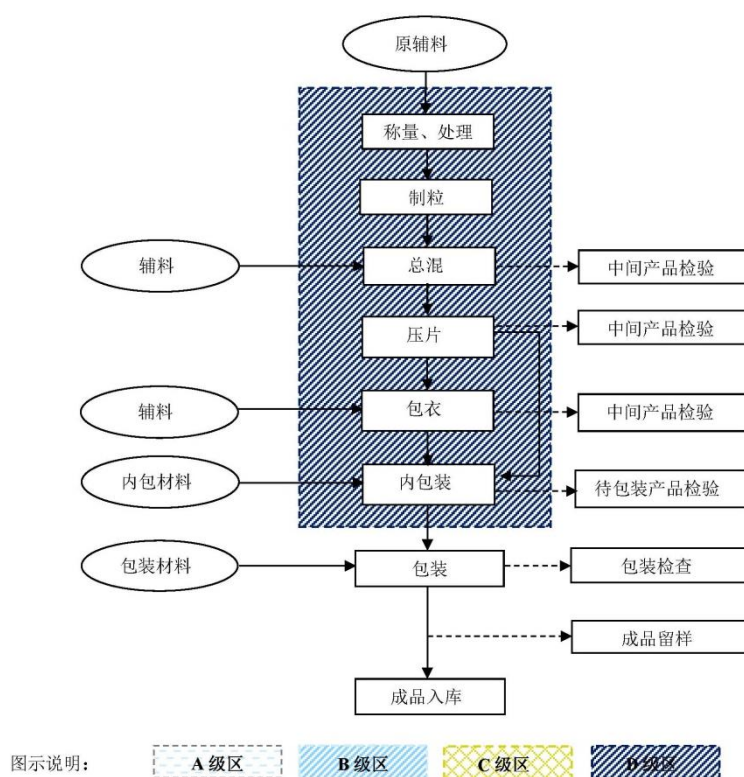 原辅料
称量、处理
制粒
辅料
总混
中间产品检验
压片
中间产品检验
辅料
包衣
中间产品检验
内包材料
内包装
待包装产品检验
包装材料
包装
包装检查
成品留样
成品入库
图示说明：
A 级区
B 级区
C 级区
D 级区